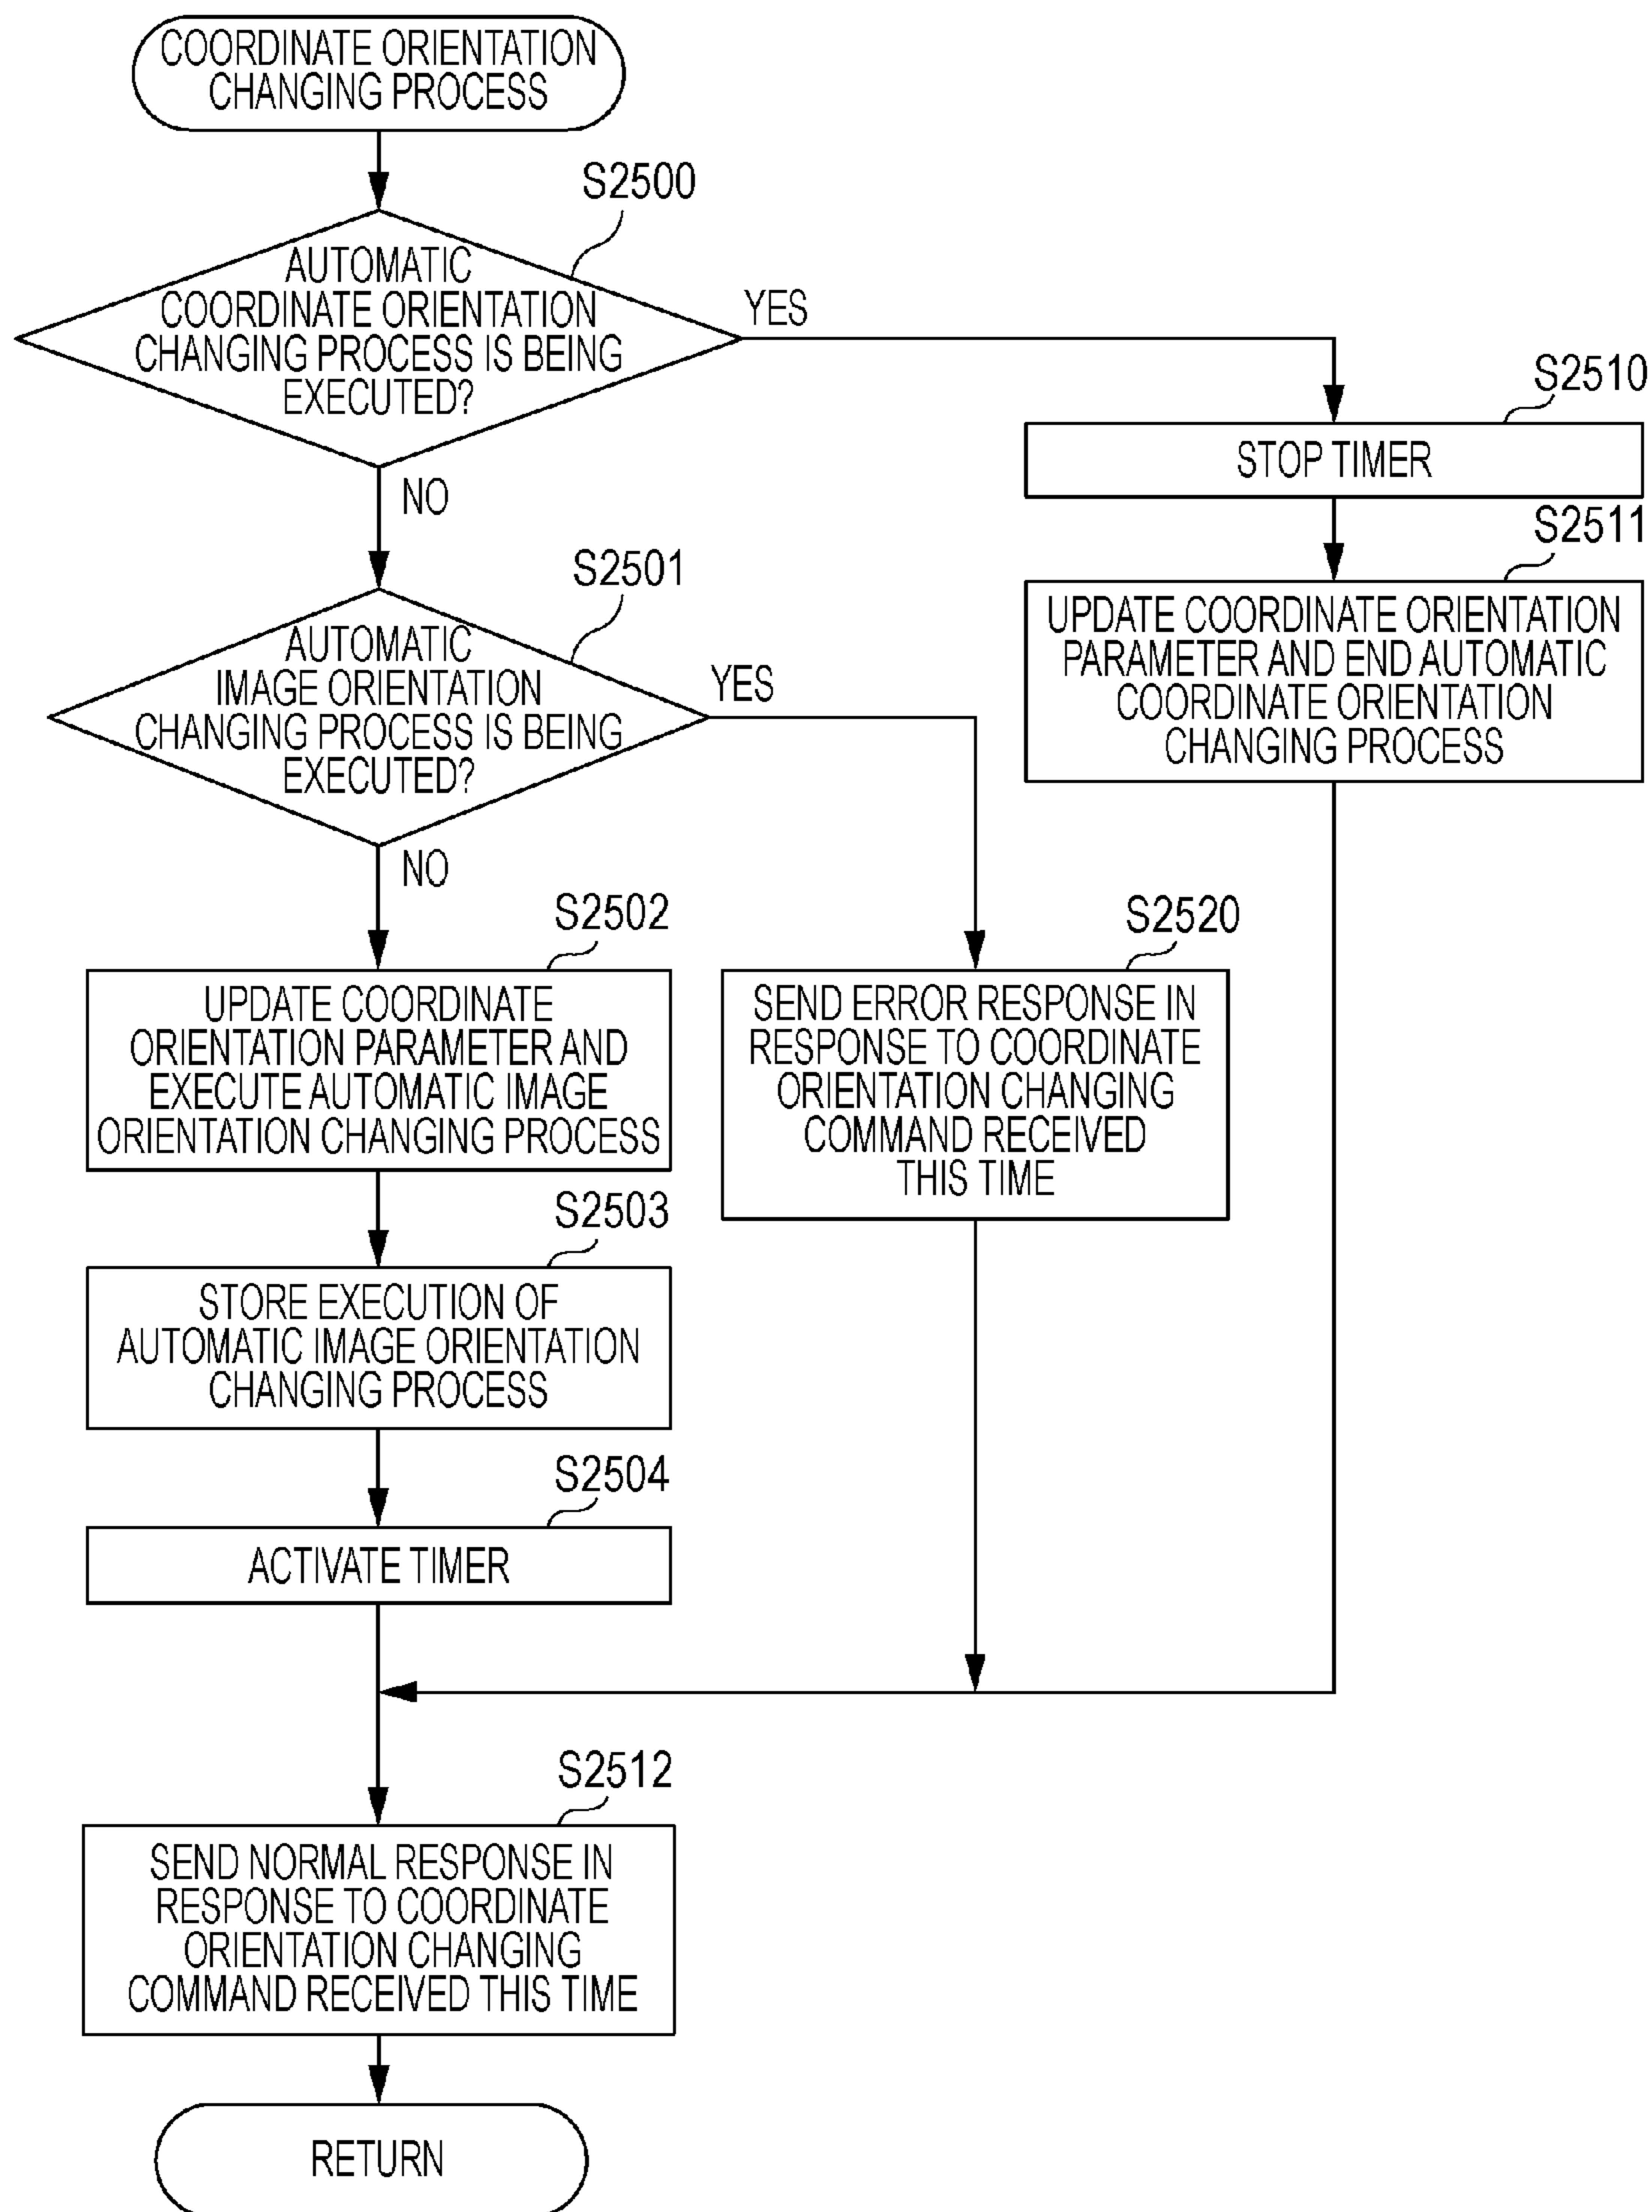 COORDINATE ORIENTATION
CHANGING PROCESS
S2500
AUTOMATIC
COORDINATE ORIENTATION
CHANGING PROCESS IS BEING
EXECUTED?
YES
NO
S2510
STOP TIMER
S2511
UPDATE COORDINATE ORIENTATION
PARAMETER AND END AUTOMATIC
COORDINATE ORIENTATION
CHANGING PROCESS
S2501
AUTOMATIC
IMAGE ORIENTATION
CHANGING PROCESS IS BEING
EXECUTED?
YES
NO
S2502
UPDATE COORDINATE
ORIENTATION PARAMETER AND
EXECUTE AUTOMATIC IMAGE
ORIENTATION CHANGING PROCESS
S2520
SEND ERROR RESPONSE IN
RESPONSE TO COORDINATE
ORIENTATION CHANGING
COMMAND RECEIVED
THIS TIME
S2503
STORE EXECUTION OF
AUTOMATIC IMAGE ORIENTATION
CHANGING PROCESS
S2504
ACTIVATE TIMER
S2512
SEND NORMAL RESPONSE IN
RESPONSE TO COORDINATE
ORIENTATION CHANGING
COMMAND RECEIVED THIS TIME
RETURN